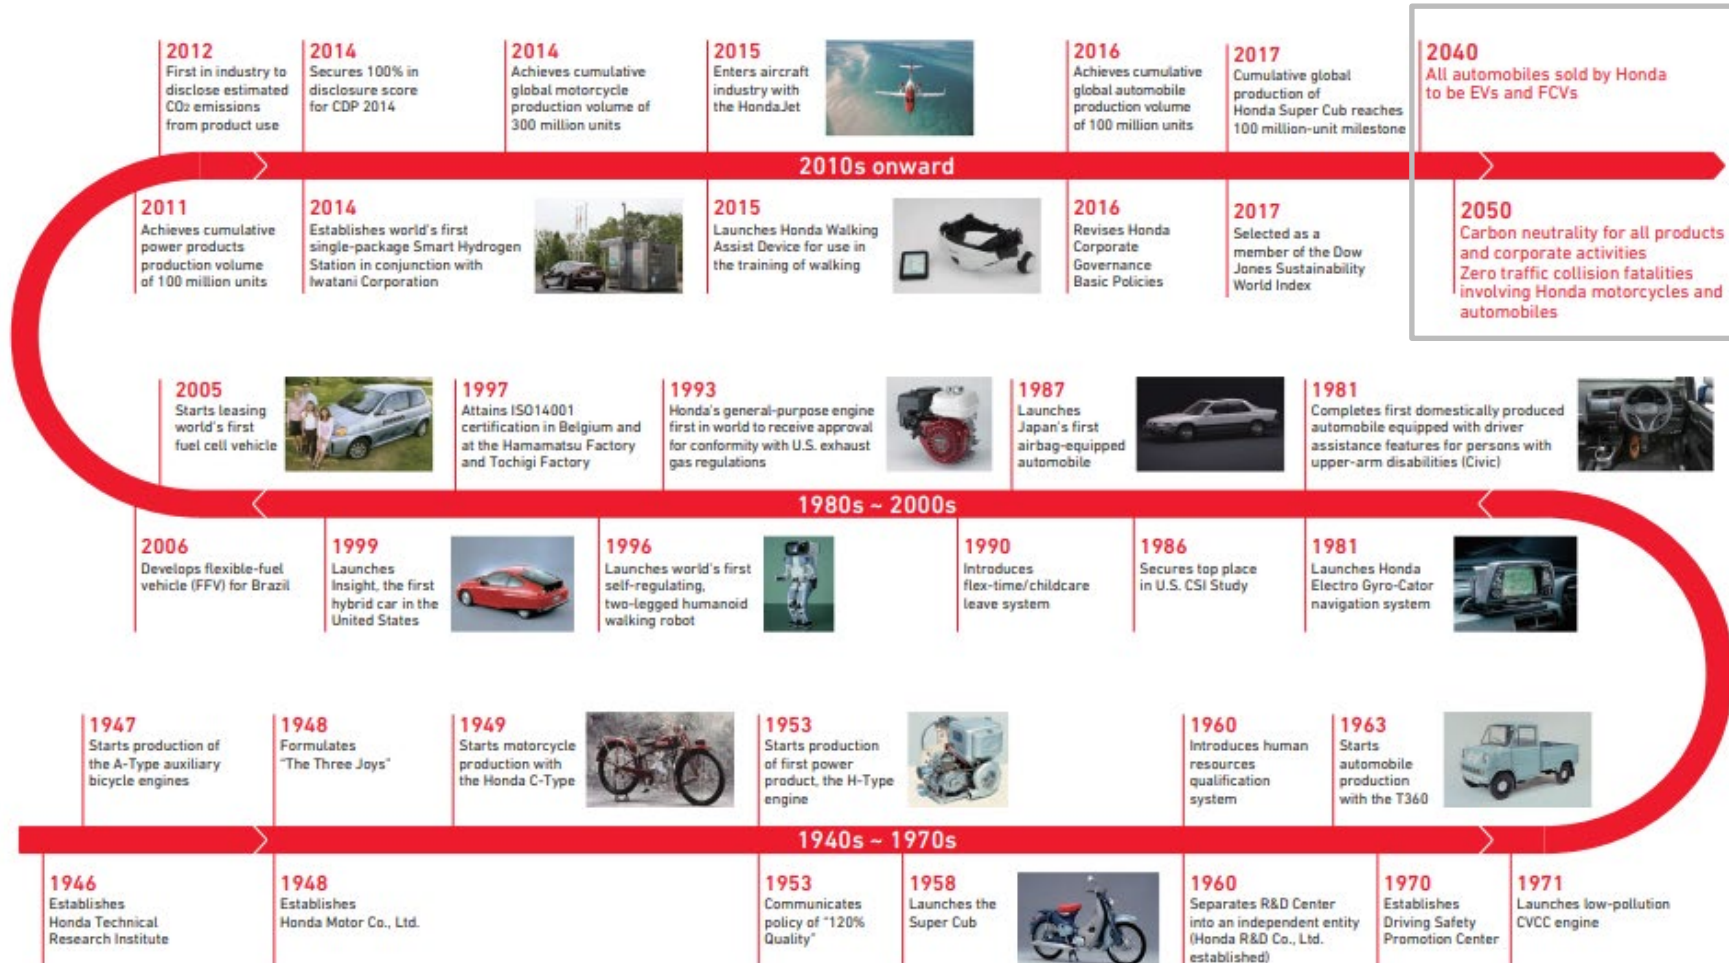 2012
First in industry to
disclose estimated
CO2 emissions
from product use
2014
Secures 100% in
disclosure score
for CDP 2014
2014
Achieves cumulative
global motorcycle
production volume of
300 million units
2015
Enters aircraft
industry with
the HondaJet
2016
Achieves cumulative
global automobile
production volume
of 100 million units
2017
Cumulative global
production of
Honda Super Cub reaches
100 million-unit milestone
2040
All automobiles sold by Honda
to be EVs and FCVs
2010s onward
2011
Achieves cumulative
power products
production volume
of 100 million units
2014
Establishes world's first
single-package Smart Hydrogen
Station in conjunction with
Iwatani Corporation
2015
Launches Honda Walking
Assist Device for use in
the training of walking
2016
Revises Honda
Corporate
Governance
Basic Policies
2017
Selected as a
member of the Dow
Jones Sustainability
World Index
2050
Carbon neutrality for all products
and corporate activities
Zero traffic collision fatalities
involving Honda motorcycles and
automobiles
2005
Starts leasing
world's first
fuel cell vehicle
1997
Attains ISO14001
certification in Belgium and
at the Hamamatsu Factory
and Tochigi Factory
1993
Honda's general-purpose engine
first in world to receive approval
for conformity with U.S. exhaust
gas regulations
1987
Launches
Japan's first
airbag-equipped
automobile
1981
Completes first domestically produced
automobile equipped with driver
assistance features for persons with
upper-arm disabilities (Civic)
1980s ~ 2000s
2006
Develops flexible-fuel
vehicle (FFV) for Brazil
1999
Launches
Insight, the first
hybrid car in the
United States
1996
Launches world's first
self-regulating,
two-legged humanoid
walking robot
1990
Introduces
flex-time/childcare
leave system
1986
Secures top place
in U.S. CSI Study
1981
Launches Honda
Electro Gyro-Cator
navigation system
1947
Starts production of
the A-Type auxiliary
bicycle engines
1948
Formulates
"The Three Joys"
1949
Starts motorcycle
production with
the Honda C-Type
1953
Starts production
of first power
product, the H-Type
engine
1960
Introduces human
resources
qualification
system
1963
Starts
automobile
production
with the T360
1940s ~ 1970s
1946
Establishes
Honda Technical
Research Institute
1948
Establishes
Honda Motor Co., Ltd.
1953
Communicates
policy of "120%
Quality"
1958
Launches the
Super Cub
1960
Separates R&D Center
into an independent entity
(Honda R&D Co., Ltd.
established)
1970
Establishes
Driving Safety
Promotion Center
1971
Launches low-pollution
CVCC engine